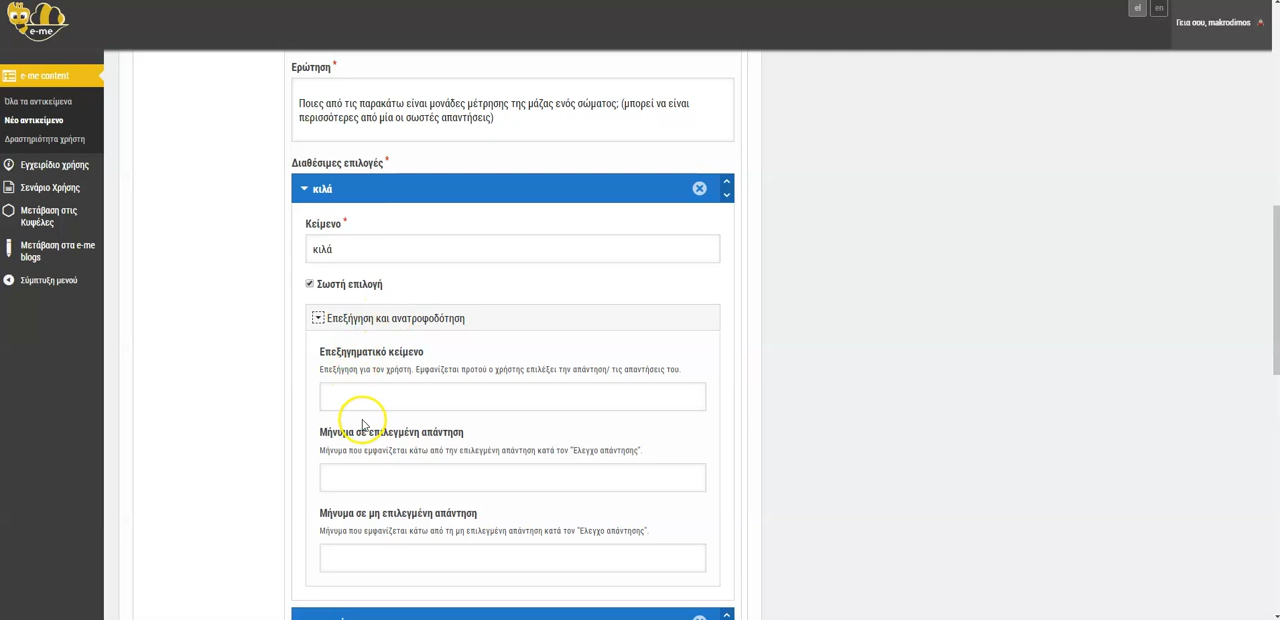 el en
Γεια σου, makrodimos
e-me
e-me content
Όλα τα αντικείμενα
Νέο αντικείμενο
Δραστηριότητα χρήστη
Εγχειρίδιο χρήσης
Σενάριο Χρήσης
Μετάβαση στις
Κυψέλες
Μετάβαση στα e-me
blogs
Σύμπτυξη μενού
Ερώτηση *
Ποιες από τις παρακάτω είναι μονάδες μέτρησης της μάζας ενός σώματος; (μπορεί να είναι
περισσότερες από μία οι σωστές απαντήσεις)
Διαθέσιμες επιλογές *
κιλά
Κείμενο *
κιλά
Σωστή επιλογή
Επεξήγηση και ανατροφοδότηση
Επεξηγηματικό κείμενο
Επεξήγηση για τον χρήστη. Εμφανίζεται προτού ο χρήστης επιλέξει την απάντηση/ τις απαντήσεις του.
Μήνυμα σε επιλεγμένη απάντηση
Μήνυμα που εμφανίζεται κάτω από την επιλεγμένη απάντηση κατά τον "Έλεγχο απάντησης".
Μήνυμα σε μη επιλεγμένη απάντηση
Μήνυμα που εμφανίζεται κάτω από τη μη επιλεγμένη απάντηση κατά τον "Έλεγχο απάντησης".